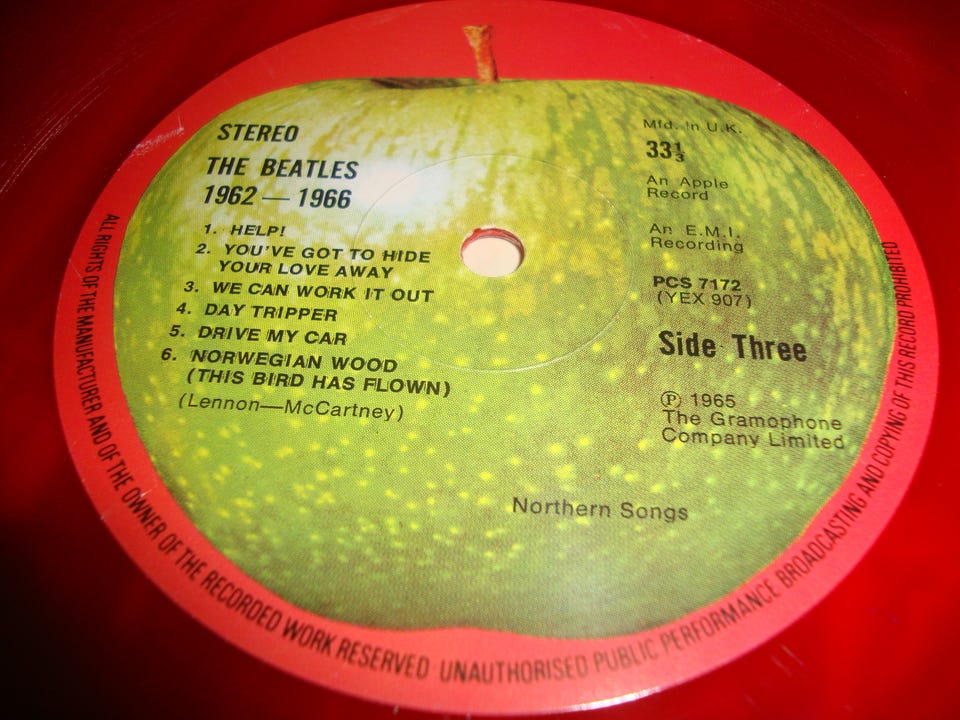 STEREO
THE BEATLES
1962 — 1966
1. HELP!
2. YOU'VE GOT TO HIDE
YOUR LOVE AWAY
3. WE CAN WORK IT OUT
4. DAY TRIPPER
5. DRIVE MY CAR
6. NORWEGIAN WOOD
(THIS BIRD HAS FLOWN)
(Lennon—McCartney)
Mfd. in U.K.
33⅓
An Apple
Record
An E.M.I.
Recording
PCS 7172
(YEX 907)
Side Three
Ⓟ 1965
The Gramophone
Company Limited
Northern Songs
ALL RIGHTS OF THE MANUFACTURER AND OF THE OWNER OF THE RECORDED WORK RESERVED UNAUTHORISED PUBLIC PERFORMANCE BROADCASTING AND COPYING OF THIS RECORD PROHIBITED